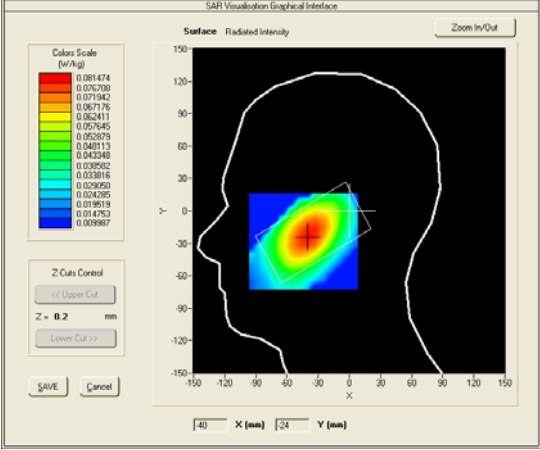 SAR Visualisation Graphical Interface
Surface Radiated Intensity
Zoom In/Out
Colors Scale
(W/kg)
0.081474
0.076708
0.071942
0.067176
0.062411
0.057645
0.052879
0.048113
0.043348
0.038582
0.033816
0.029050
0.024285
0.019519
0.014753
0.009987
Z-Cuts Control
<< Upper Cut
Z = 0.2 mm
Lower Cut >>
SAVE Cancel
150
120
90
60
30
0
-30
-60
-90
-120
-150
Y
-150 -120 -90 -60 -30 0 30 60 90 120 150
X
-40 X (mm) -24 Y (mm)